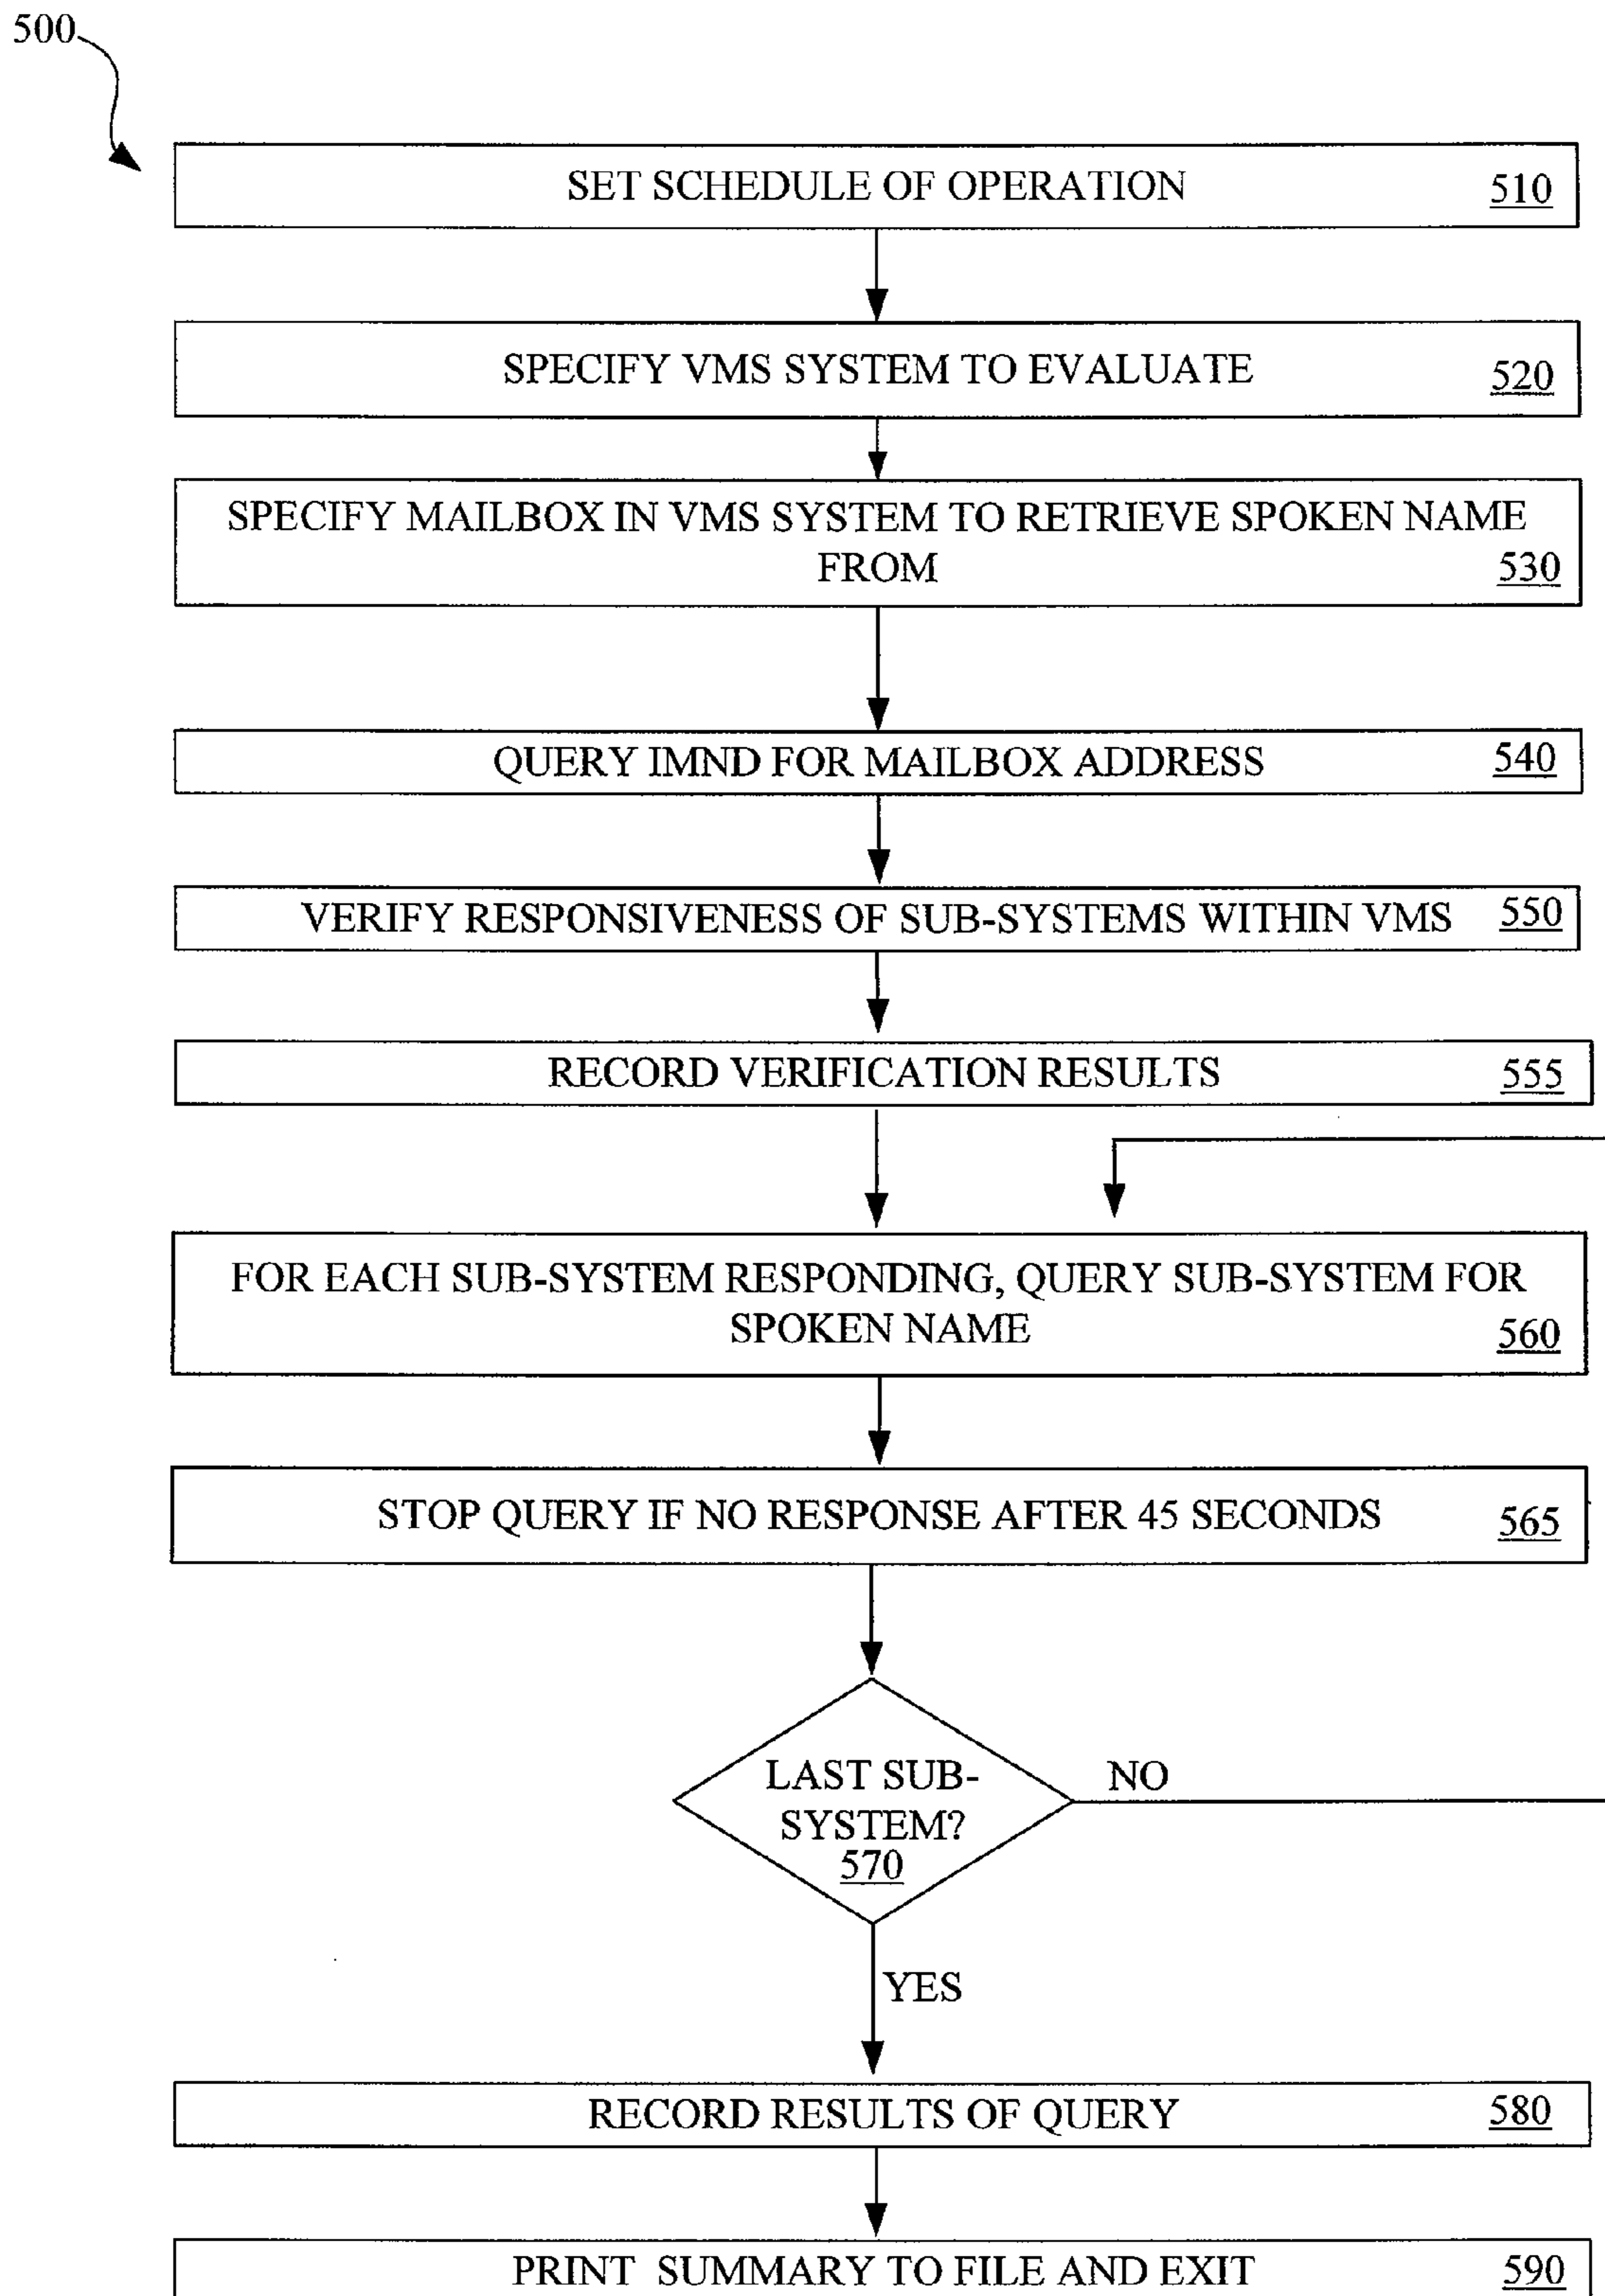 500
SET SCHEDULE OF OPERATION 510
SPECIFY VMS SYSTEM TO EVALUATE 520
SPECIFY MAILBOX IN VMS SYSTEM TO RETRIEVE SPOKEN NAME
FROM 530
QUERY IMND FOR MAILBOX ADDRESS 540
VERIFY RESPONSIVENESS OF SUB-SYSTEMS WITHIN VMS 550
RECORD VERIFICATION RESULTS 555
FOR EACH SUB-SYSTEM RESPONDING, QUERY SUB-SYSTEM FOR
SPOKEN NAME 560
STOP QUERY IF NO RESPONSE AFTER 45 SECONDS 565
LAST SUB-
SYSTEM?
570
NO
YES
RECORD RESULTS OF QUERY 580
PRINT SUMMARY TO FILE AND EXIT 590